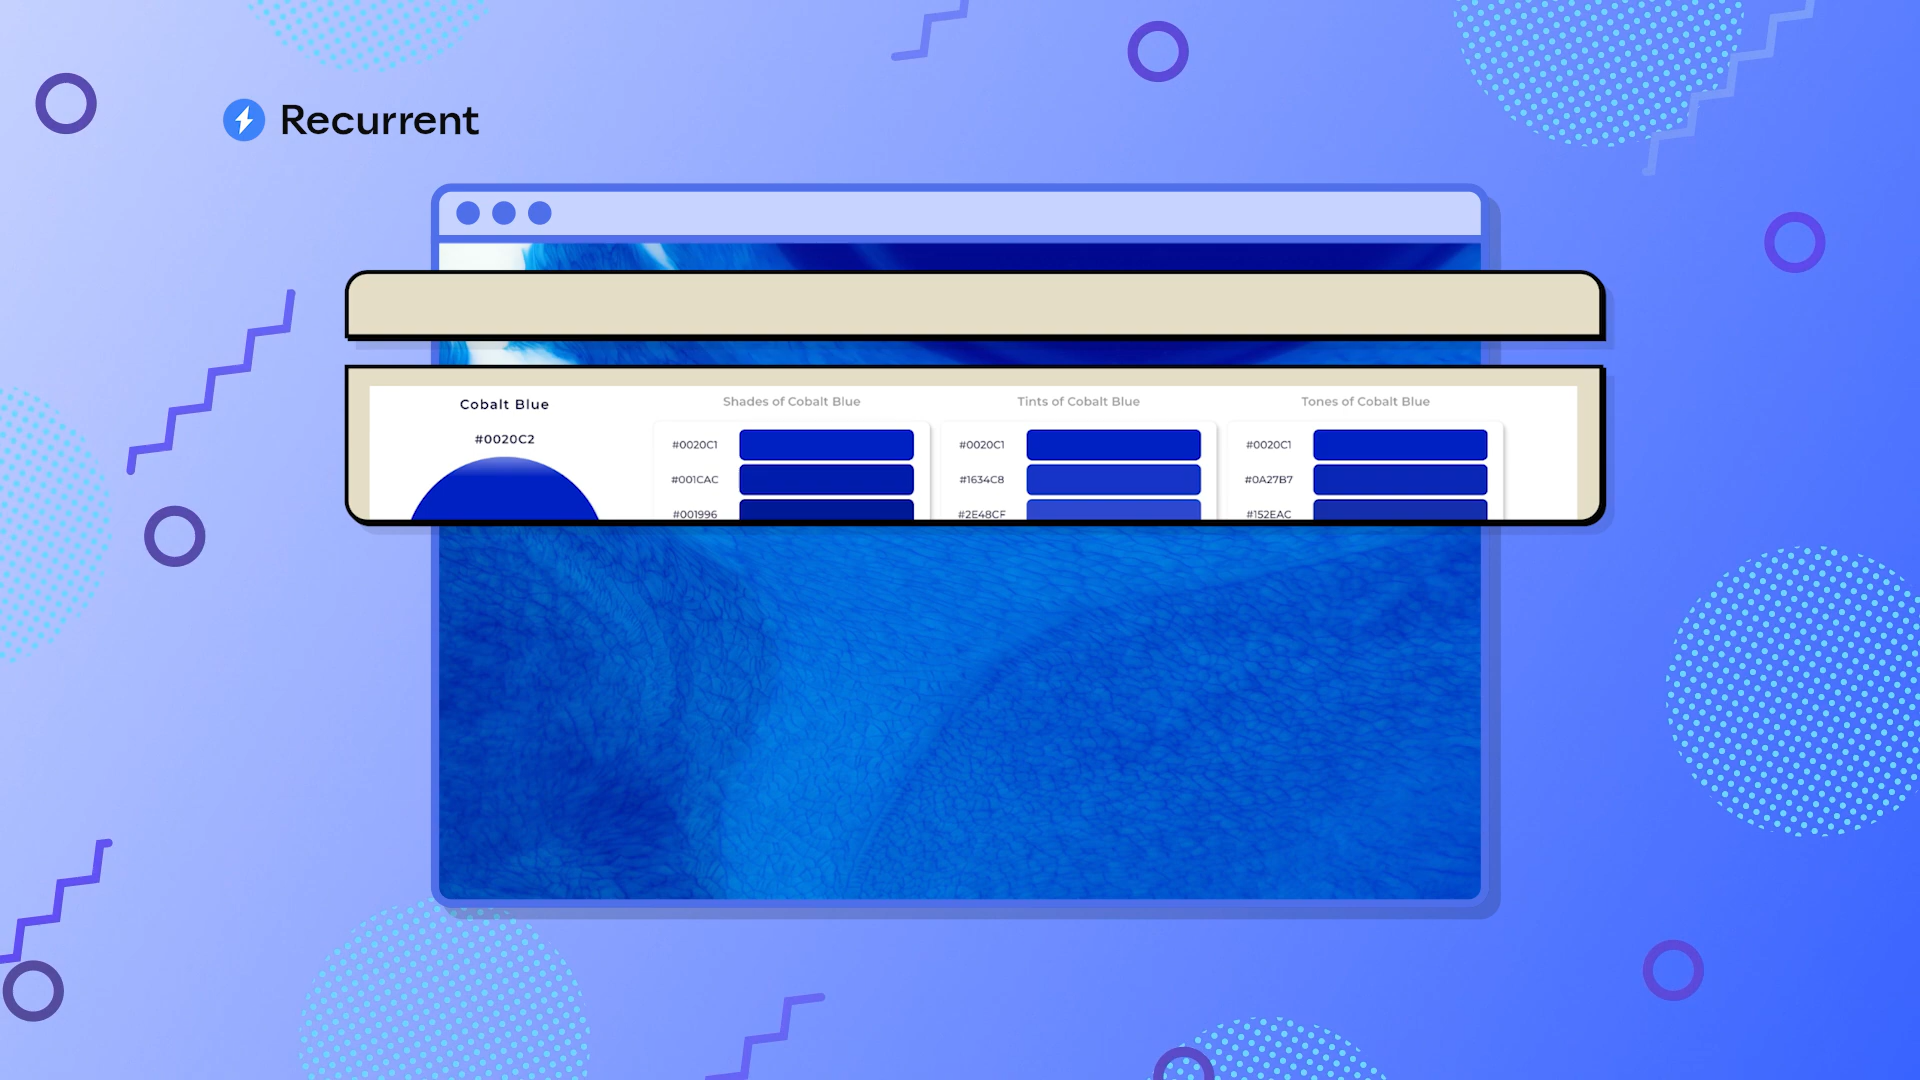 Recurrent
Cobalt Blue
#0020C2
Shades of Cobalt Blue
#0020C1
#001CAC
#001996
Tints of Cobalt Blue
#0020C1
#1634C8
#2E48CF
Tones of Cobalt Blue
#0020C1
#0A27B7
#152EAC